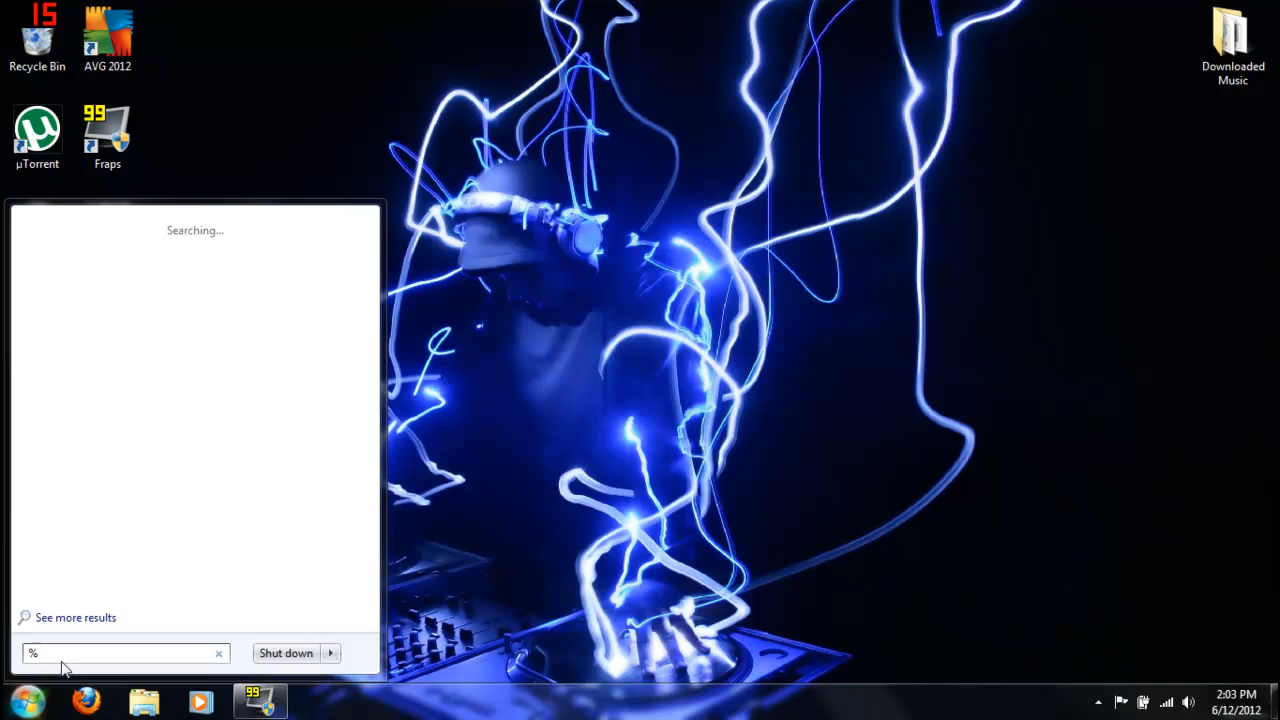 15
Recycle Bin
AVG 2012
Downloaded
Music
µTorrent
99
Fraps
Searching...
See more results
%
Shut down
99
2:03 PM
6/12/2012